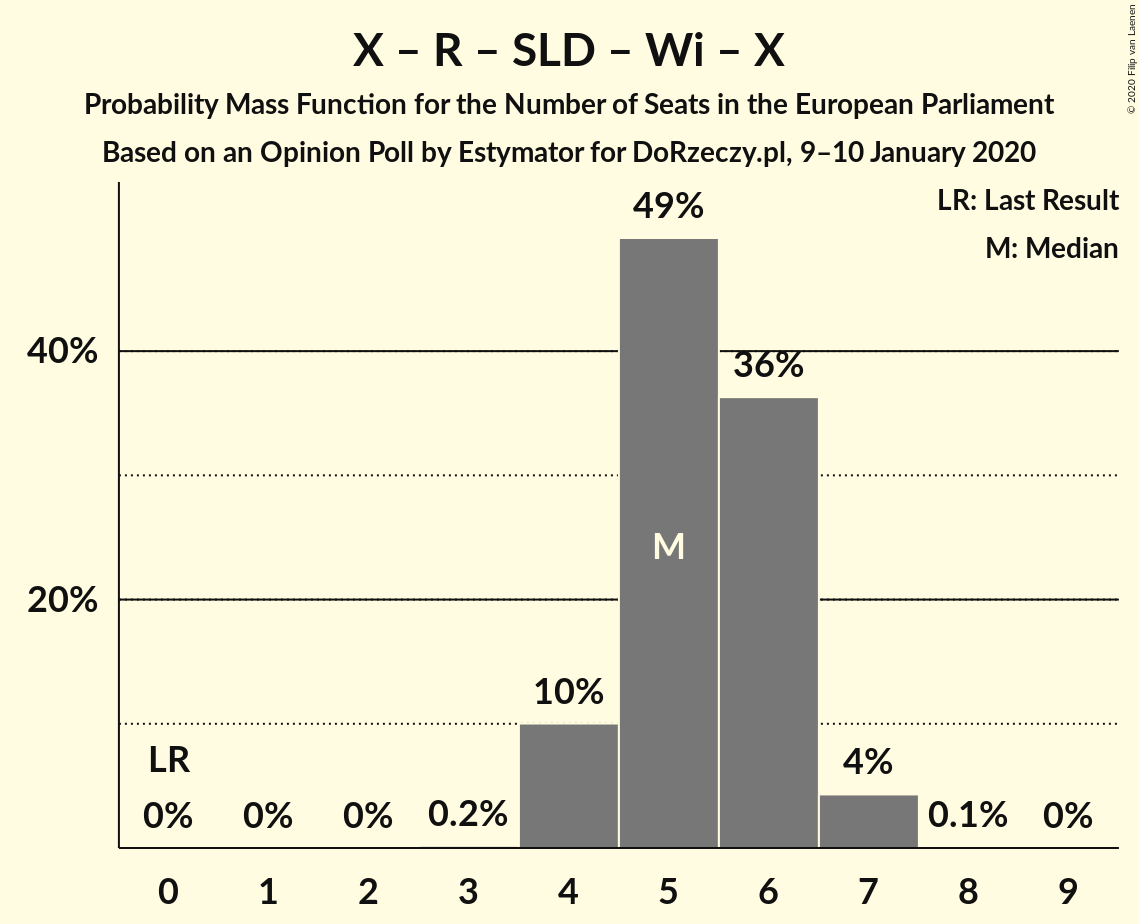 X – R – SLD – Wi – X
Probability Mass Function for the Number of Seats in the European Parliament
Based on an Opinion Poll by Estymator for DoRzeczy.pl, 9–10 January 2020
© 2020 Filip van Laenen
LR: Last Result
M: Median
49%
40%
36%
M
20%
10%
LR
4%
0% 0% 0% 0.2% 0.1% 0%
0 1 2 3 4 5 6 7 8 9